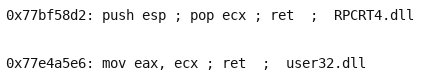 0x77bf58d2: push esp ; pop ecx ; ret  ;  RPCRT4.dll
0x77e4a5e6: mov eax, ecx ; ret  ;  user32.dll